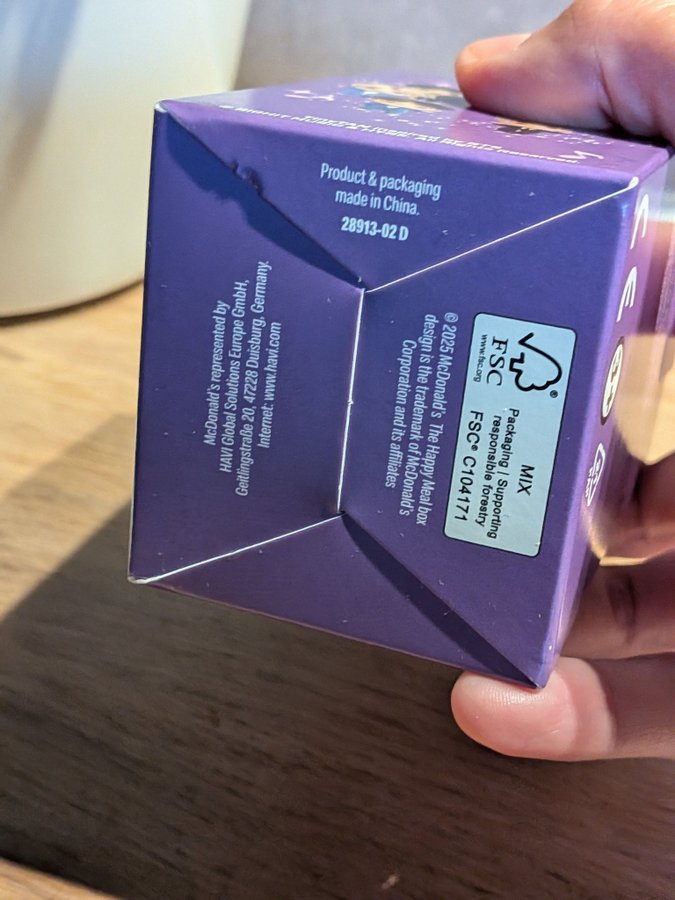 Product & packaging
made in China.
28913-02 D
McDonald's represented by
HAVI Global Solutions Europe GmbH,
Geitlingstraße 20, 47228 Duisburg, Germany.
Internet: www.havi.com
© 2025 McDonald's The Happy Meal box
design is the trademark of McDonald's
Corporation and its affiliates
FSC
www.fsc.org
MIX
Packaging | Supporting
responsible forestry
FSC® C104171